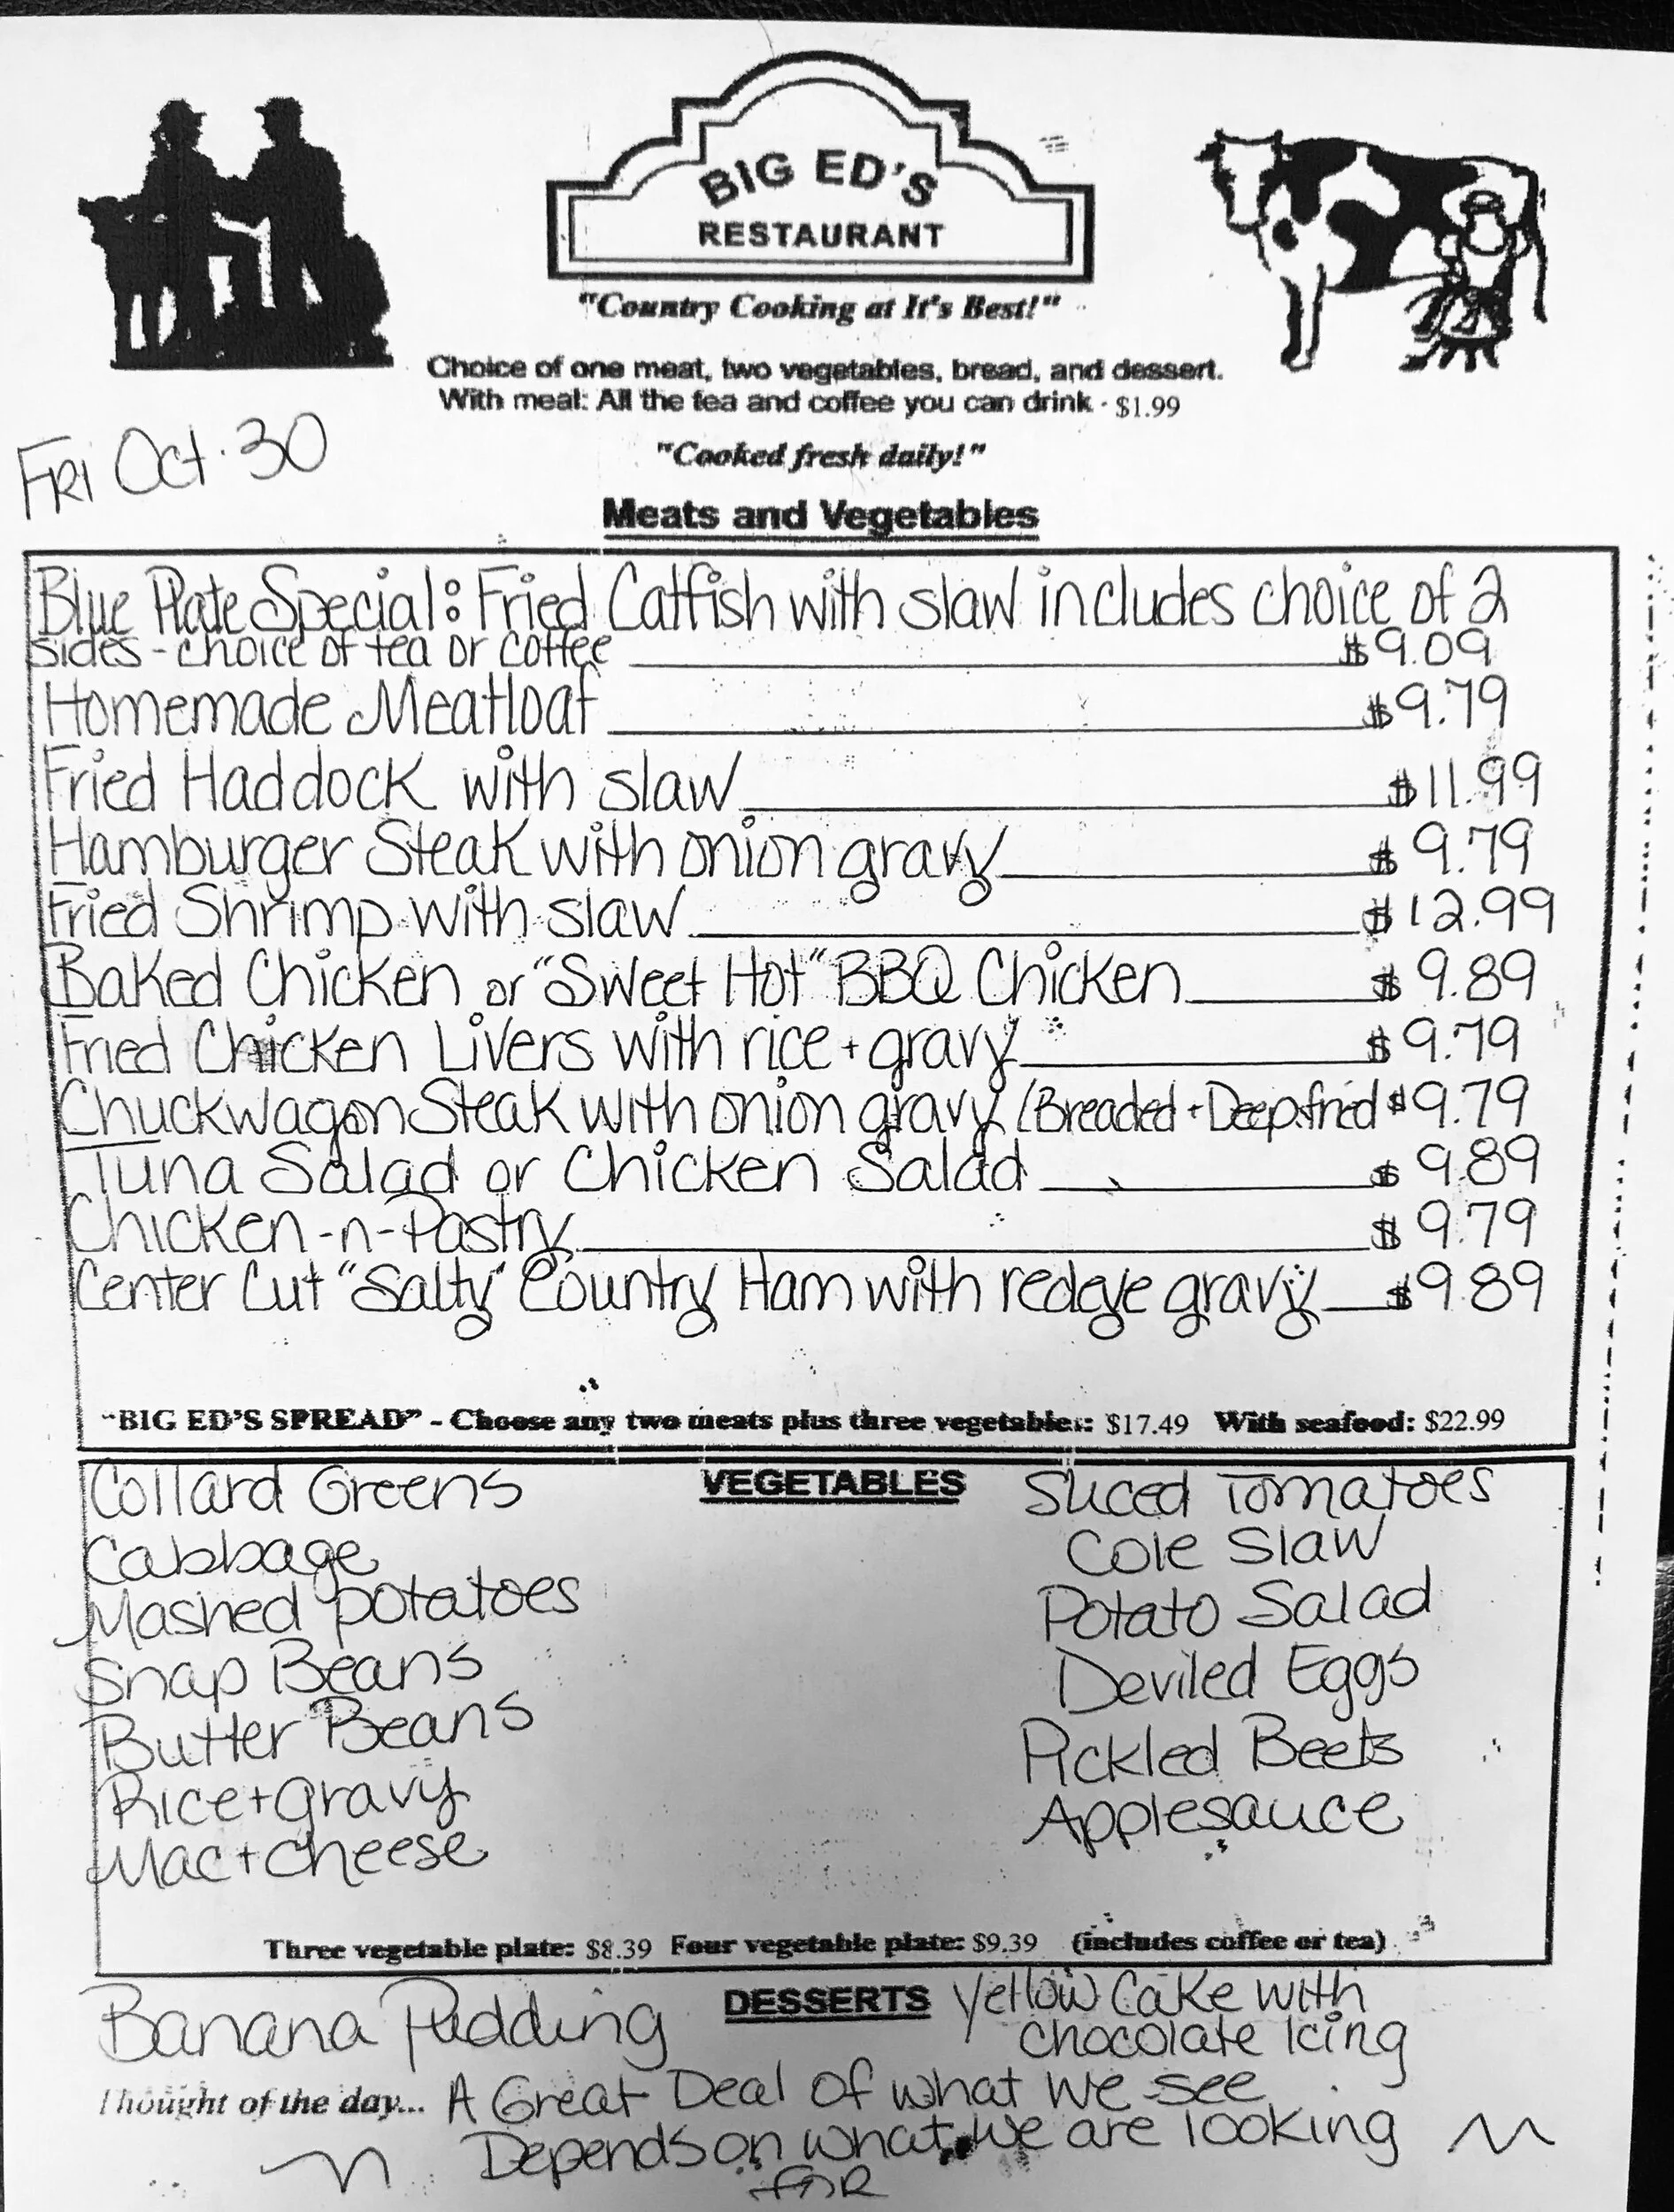 BIG ED'S
RESTAURANT
"Country Cooking at It's Best!"
Choice of one meat, two vegetables, bread, and dessert.
With meal: All the tea and coffee you can drink - $1.99
Fri Oct. 30
"Cooked fresh daily!"
Meats and Vegetables
Blue Plate Special: Fried Catfish with slaw includes choice of 2
sides - choice of tea or coffee $9.09
Homemade Meatloaf $9.79
Fried Haddock with slaw $11.99
Hamburger Steak with onion gravy $9.79
Fried Shrimp with slaw $12.99
Baked Chicken or "Sweet Hot" BBQ Chicken $9.89
Fried Chicken Livers with rice + gravy $9.79
Chuckwagon Steak with onion gravy (Breaded + Deep fried $9.79
Tuna Salad or Chicken Salad $9.89
Chicken-n-Pastry $9.79
Center Cut "Salty" Country Ham with redeye gravy $9.89
"BIG ED'S SPREAD" - Choose any two meats plus three vegetables: $17.49 With seafood: $22.99
VEGETABLES
Collard Greens
Cabbage
Mashed potatoes
Snap Beans
Butter Beans
Rice + gravy
Mac + cheese
Sliced Tomatoes
Cole Slaw
Potato Salad
Deviled Eggs
Pickled Beets
Applesauce
Three vegetable plate: $8.39 Four vegetable plate: $9.39 (includes coffee or tea)
DESSERTS
Banana Pudding
Yellow Cake with
Chocolate Icing
Thought of the day... A Great Deal of what we see
Depends on what we are looking
for